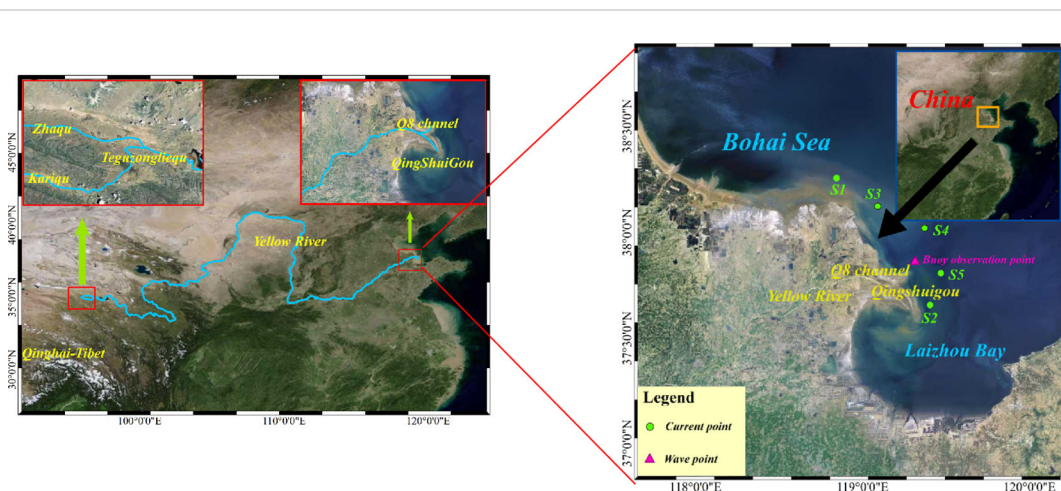 Zhaqu
Teguzongliequ
Kariqu
Q8 channel
QingShuiGou
Yellow River
Qinghai-Tibet
45°0'0"N
40°0'0"N
35°0'0"N
30°0'0"N
100°0'0"E
110°0'0"E
120°0'0"E
China
Bohai Sea
S1
S3
S4
Buoy observation point
S5
Q8 channel
Qingshuigou
Yellow River
S2
Laizhou Bay
Legend
Current point
Wave point
38°30'0"N
38°0'0"N
37°30'0"N
37°0'0"N
118°0'0"E
119°0'0"E
120°0'0"E